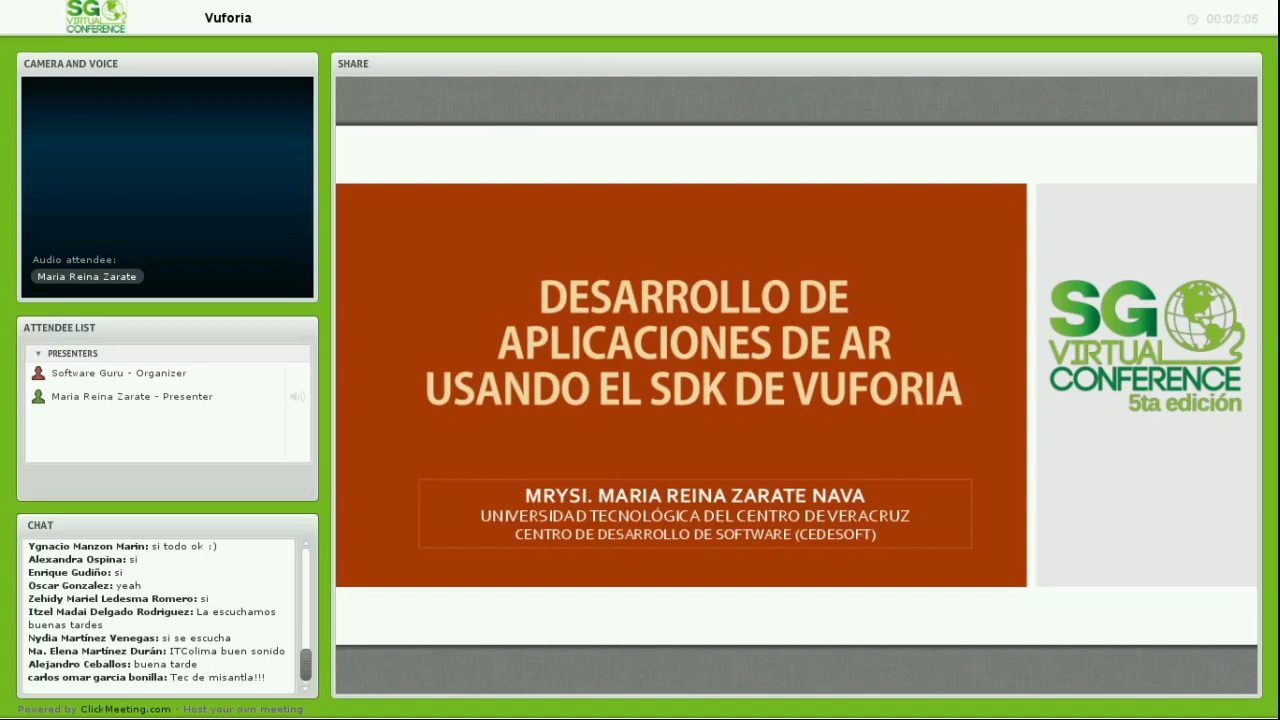 SG
VIRTUAL
CONFERENCE
Vuforia
00:02:05
CAMERA AND VOICE
Audio attendee:
Maria Reina Zarate
ATTENDEE LIST
PRESENTERS
Software Guru - Organizer
Maria Reina Zarate - Presenter
CHAT
Ygnacio Manzon Marin: si todo ok :)
Alexandra Ospina: si
Enrique Gudiño: si
Oscar Gonzalez: yeah
Zehidy Mariel Ledesma Romero: si
Itzel Madai Delgado Rodriguez: La escuchamos
buenas tardes
Nydia Martínez Venegas: si se escucha
Ma. Elena Martínez Durán: ITColima buen sonido
Alejandro Ceballos: buena tarde
carlos omar garcia bonilla: Tec de misantla!!!
Powered by ClickMeeting.com - Host your own meeting
SHARE
DESARROLLO DE
APLICACIONES DE AR
USANDO EL SDK DE VUFORIA
MRYSI. MARIA REINA ZARATE NAVA
UNIVERSIDAD TECNOLÓGICA DEL CENTRO DE VERACRUZ
CENTRO DE DESARROLLO DE SOFTWARE (CEDESOFT)
SG
VIRTUAL
CONFERENCE
5ta edición